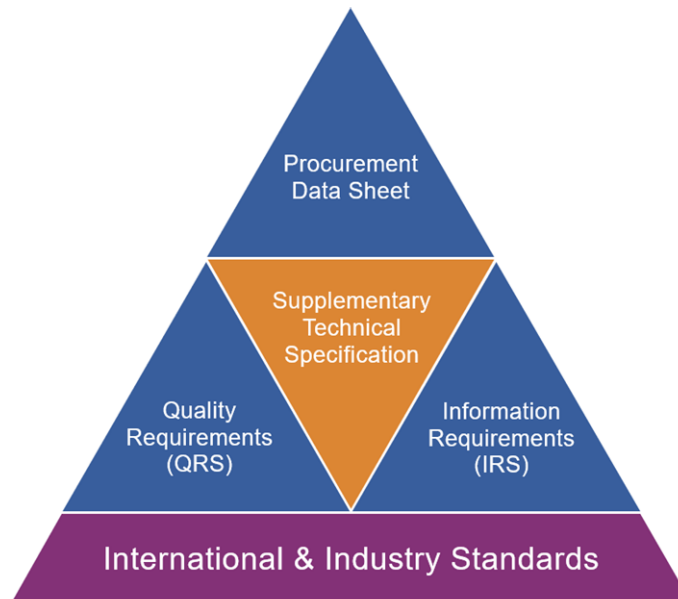 Procurement
Data Sheet
Supplementary
Technical
Specification
Quality
Requirements
(QRS)
Information
Requirements
(IRS)
International & Industry Standards